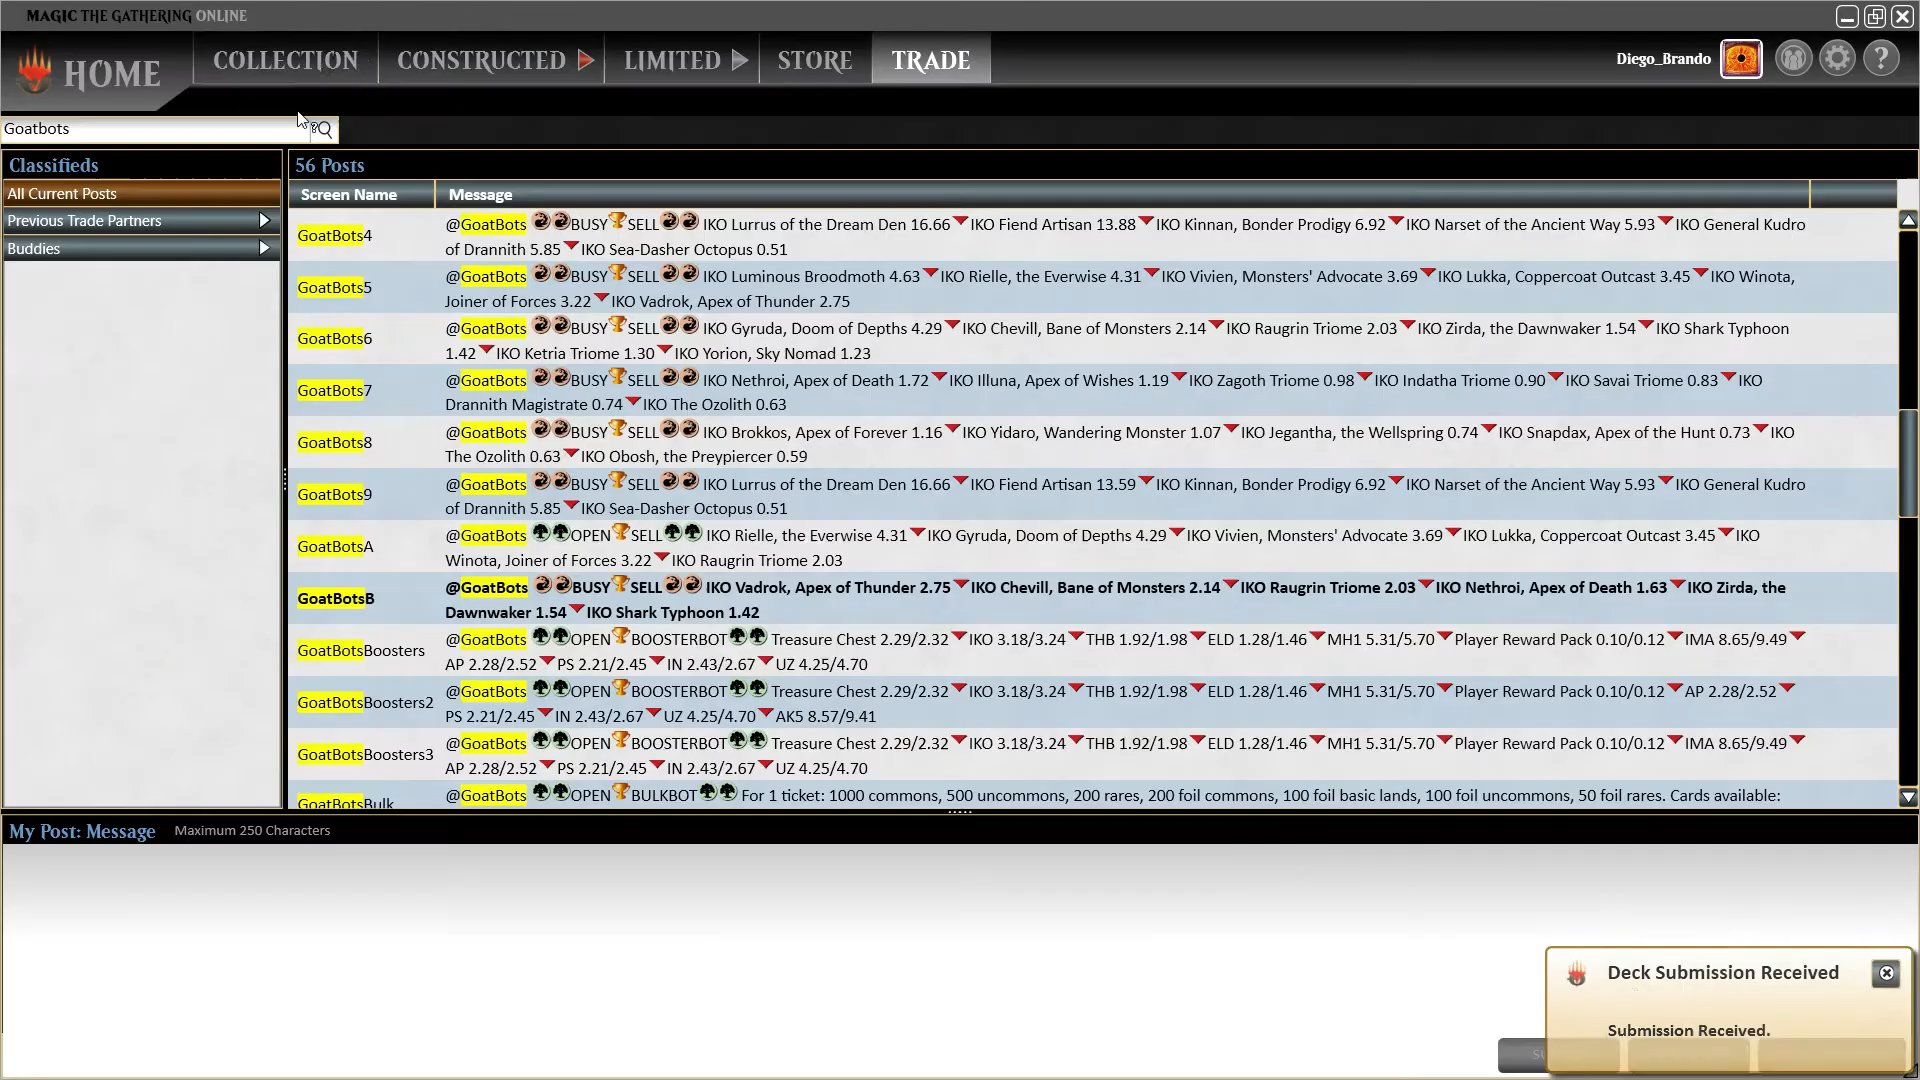 MAGIC THE GATHERING ONLINE
HOME
COLLECTION
CONSTRUCTED
LIMITED
STORE
TRADE
Diego_Brando
?
Goatbots
?
Classifieds
All Current Posts
Previous Trade Partners
Buddies
56 Posts
Screen Name Message
GoatBots4
@GoatBots BUSY SELL IKO Lurrus of the Dream Den 16.66 IKO Fiend Artisan 13.88 IKO Kinnan, Bonder Prodigy 6.92 IKO Narset of the Ancient Way 5.93 IKO General Kudro
of Drannith 5.85 IKO Sea-Dasher Octopus 0.51
GoatBots5
@GoatBots BUSY SELL IKO Luminous Broodmoth 4.63 IKO Rielle, the Everwise 4.31 IKO Vivien, Monsters' Advocate 3.69 IKO Lukka, Coppercoat Outcast 3.45 IKO Winota,
Joiner of Forces 3.22 IKO Vadrok, Apex of Thunder 2.75
GoatBots6
@GoatBots BUSY SELL IKO Gyruda, Doom of Depths 4.29 IKO Chevill, Bane of Monsters 2.14 IKO Raugrin Triome 2.03 IKO Zirda, the Dawnwaker 1.54 IKO Shark Typhoon
1.42 IKO Ketria Triome 1.30 IKO Yorion, Sky Nomad 1.23
GoatBots7
@GoatBots BUSY SELL IKO Nethroi, Apex of Death 1.72 IKO Illuna, Apex of Wishes 1.19 IKO Zagoth Triome 0.98 IKO Indatha Triome 0.90 IKO Savai Triome 0.83 IKO
Drannith Magistrate 0.74 IKO The Ozolith 0.63
GoatBots8
@GoatBots BUSY SELL IKO Brokkos, Apex of Forever 1.16 IKO Yidaro, Wandering Monster 1.07 IKO Jegantha, the Wellspring 0.74 IKO Snapdax, Apex of the Hunt 0.73 IKO
The Ozolith 0.63 IKO Obosh, the Preypiercer 0.59
GoatBots9
@GoatBots BUSY SELL IKO Lurrus of the Dream Den 16.66 IKO Fiend Artisan 13.59 IKO Kinnan, Bonder Prodigy 6.92 IKO Narset of the Ancient Way 5.93 IKO General Kudro
of Drannith 5.85 IKO Sea-Dasher Octopus 0.51
GoatBotsA
@GoatBots OPEN SELL IKO Rielle, the Everwise 4.31 IKO Gyruda, Doom of Depths 4.29 IKO Vivien, Monsters' Advocate 3.69 IKO Lukka, Coppercoat Outcast 3.45 IKO
Winota, Joiner of Forces 3.22 IKO Raugrin Triome 2.03
GoatBotsB
@GoatBots BUSY SELL IKO Vadrok, Apex of Thunder 2.75 IKO Chevill, Bane of Monsters 2.14 IKO Raugrin Triome 2.03 IKO Nethroi, Apex of Death 1.63 IKO Zirda, the
Dawnwaker 1.54 IKO Shark Typhoon 1.42
GoatBotsBoosters
@GoatBots OPEN BOOSTERBOT Treasure Chest 2.29/2.32 IKO 3.18/3.24 THB 1.92/1.98 ELD 1.28/1.46 MH1 5.31/5.70 Player Reward Pack 0.10/0.12 IMA 8.65/9.49
AP 2.28/2.52 PS 2.21/2.45 IN 2.43/2.67 UZ 4.25/4.70
GoatBotsBoosters2
@GoatBots OPEN BOOSTERBOT Treasure Chest 2.29/2.32 IKO 3.18/3.24 THB 1.92/1.98 ELD 1.28/1.46 MH1 5.31/5.70 Player Reward Pack 0.10/0.12 AP 2.28/2.52
PS 2.21/2.45 IN 2.43/2.67 UZ 4.25/4.70 AK5 8.57/9.41
GoatBotsBoosters3
@GoatBots OPEN BOOSTERBOT Treasure Chest 2.29/2.32 IKO 3.18/3.24 THB 1.92/1.98 ELD 1.28/1.46 MH1 5.31/5.70 Player Reward Pack 0.10/0.12 IMA 8.65/9.49
AP 2.28/2.52 PS 2.21/2.45 IN 2.43/2.67 UZ 4.25/4.70
GoatBotsBulk
@GoatBots OPEN BULKBOT For 1 ticket: 1000 commons, 500 uncommons, 200 rares, 200 foil commons, 100 foil basic lands, 100 foil uncommons, 50 foil rares. Cards available:
My Post: Message Maximum 250 Characters
Deck Submission Received
Submission Received.